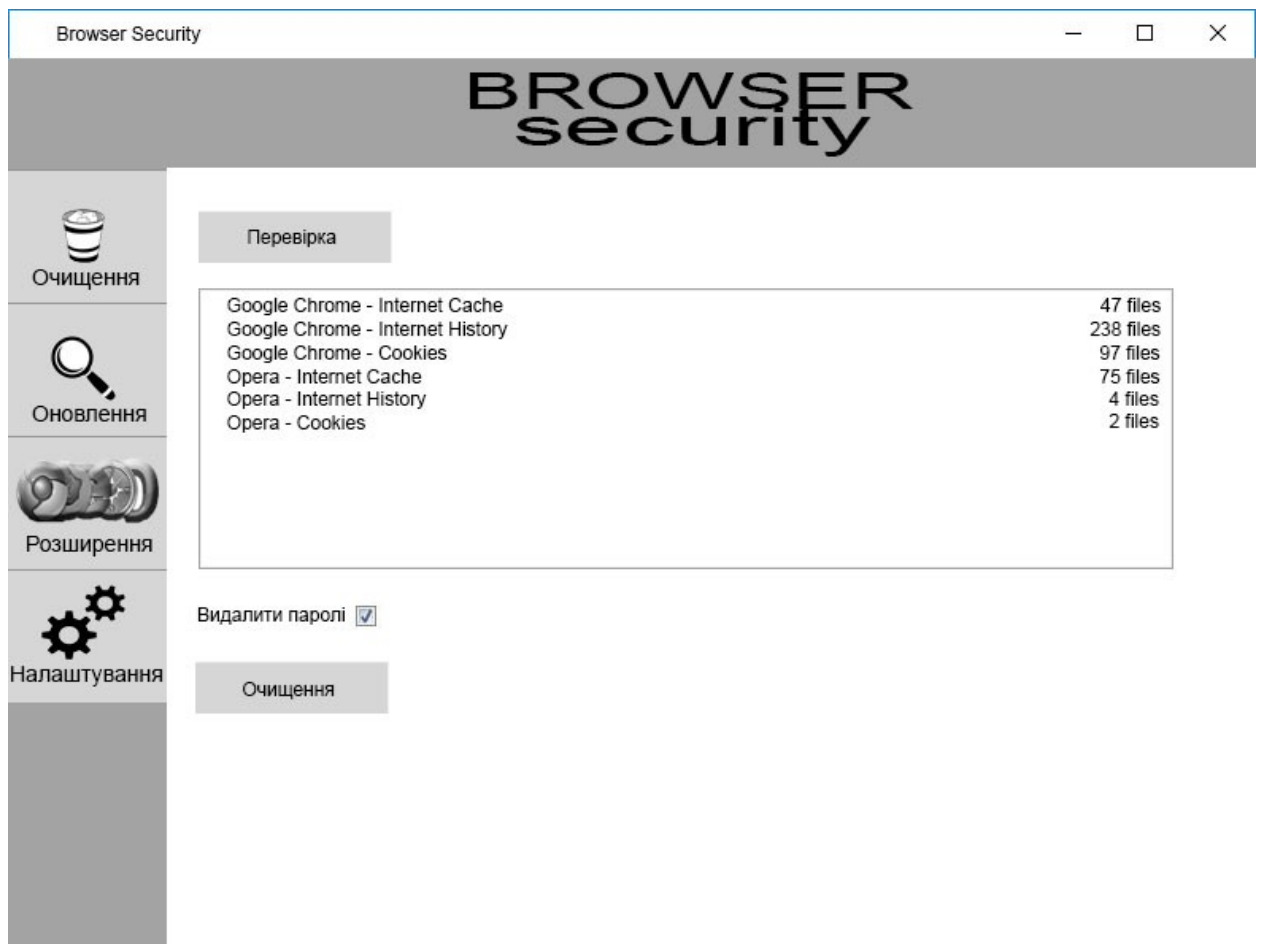 Browser Security
BROWSER
security
Очищення
Оновлення
Розширення
Налаштування
Перевірка
Google Chrome - Internet Cache 47 files
Google Chrome - Internet History 238 files
Google Chrome - Cookies 97 files
Opera - Internet Cache 75 files
Opera - Internet History 4 files
Opera - Cookies 2 files
Видалити паролі
Очищення